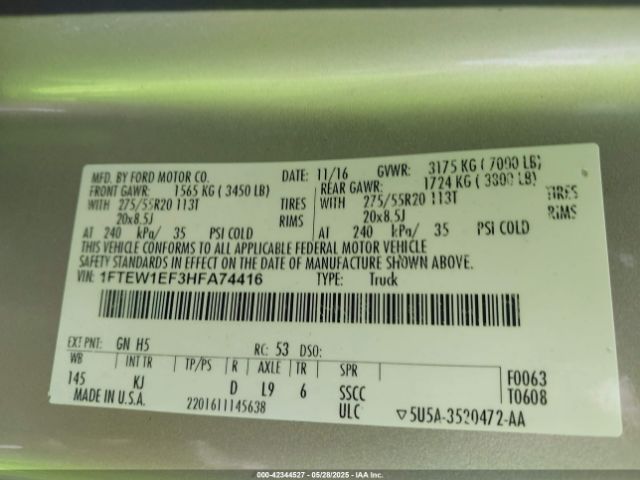 MFD. BY FORD MOTOR CO. DATE: 11/16 GVWR: 3175 KG ( 7000 LB)
FRONT GAWR: 1565 KG ( 3450 LB) REAR GAWR: 1724 KG ( 3800 LB)
WITH 275/55R20 113T TIRES WITH 275/55R20 113T TIRES
20x8.5J RIMS 20x8.5J RIMS
AT 240 kPa/ 35 PSI COLD AT 240 kPa/ 35 PSI COLD
THIS VEHICLE CONFORMS TO ALL APPLICABLE FEDERAL MOTOR VEHICLE
SAFETY STANDARDS IN EFFECT ON THE DATE OF MANUFACTURE SHOWN ABOVE.
VIN: 1FTEW1EF3HFA74416 TYPE: Truck
EXT PNT: GN H5 RC: 53 DSO:
WB INT TR TP/PS R AXLE TR SPR F0063
145 KJ D L9 6 SSCC T0608
MADE IN U.S.A. 2201611145638 ULC ▽5U5A-3520472-AA
000-42344527 - 05/28/2025 - IAAI.COM